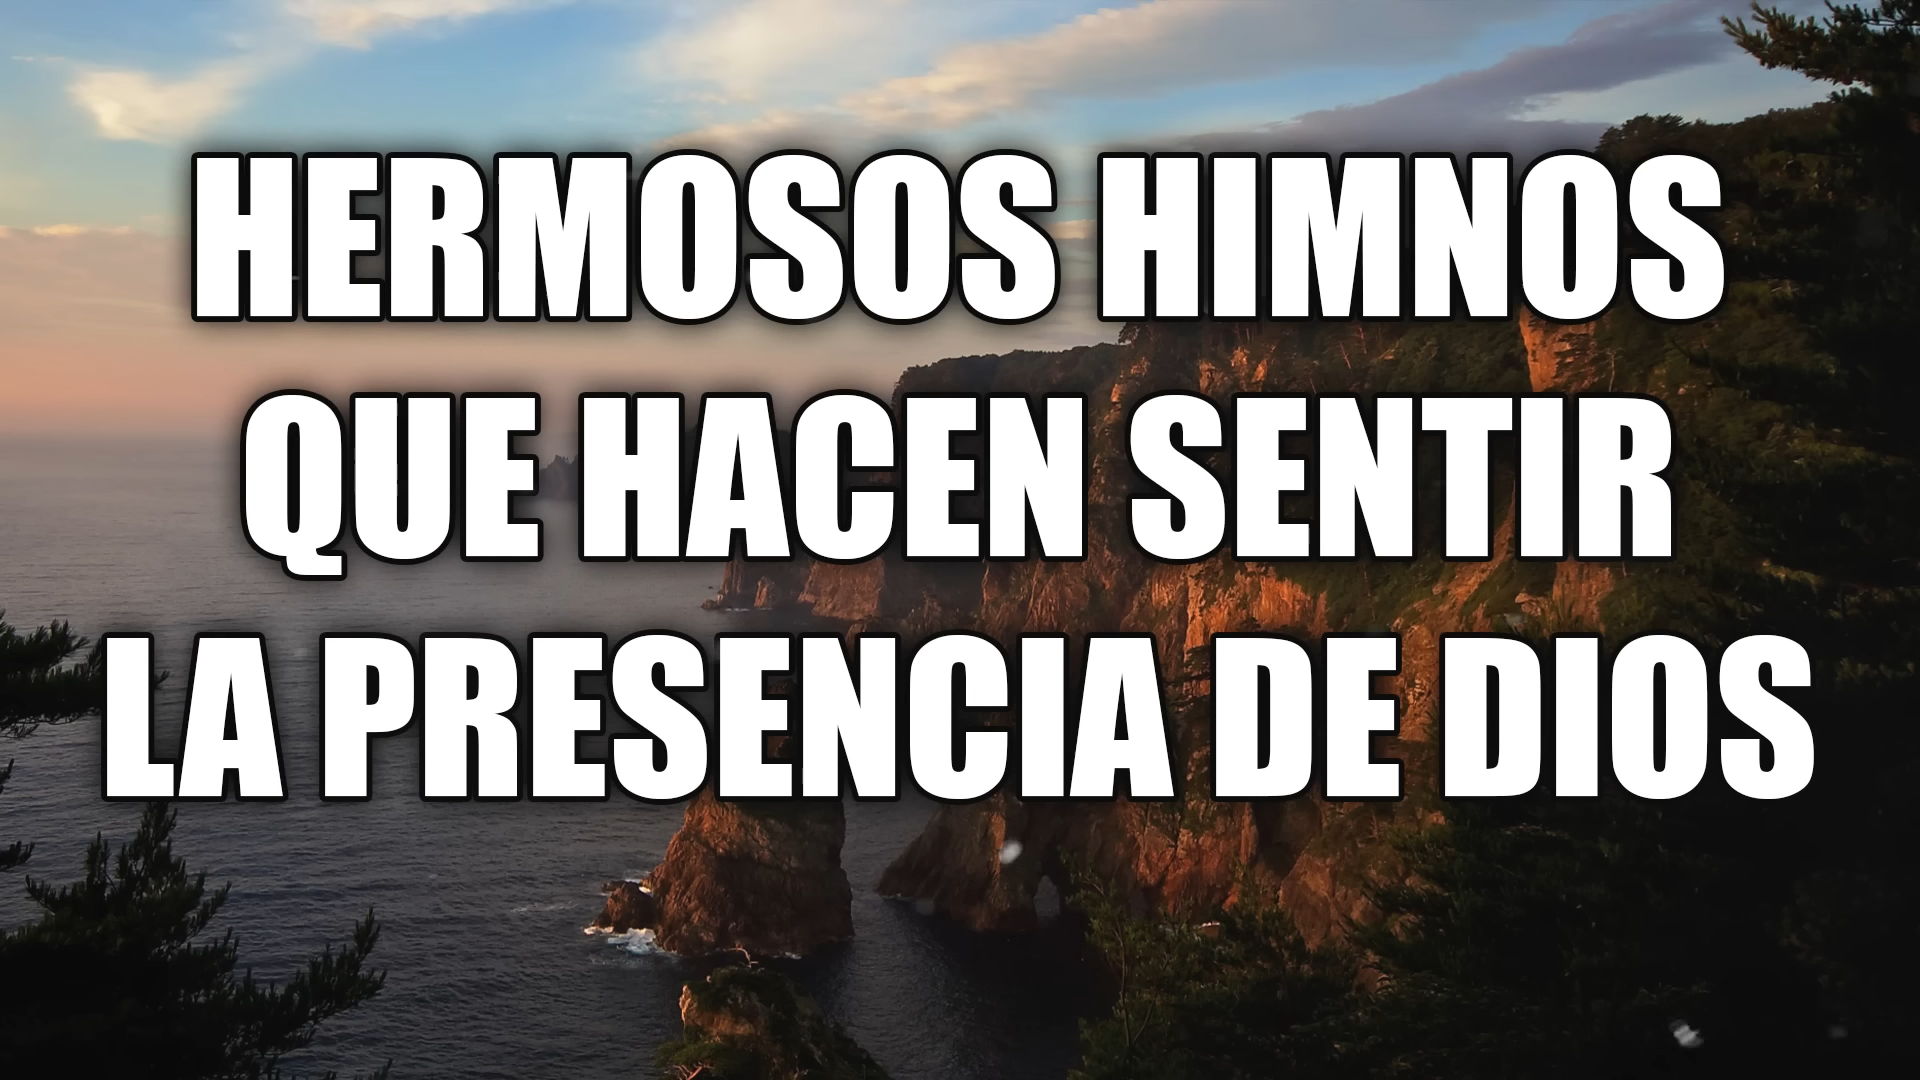 HERMOSOS HIMNOS
QUE HACEN SENTIR
LA PRESENCIA DE DIOS